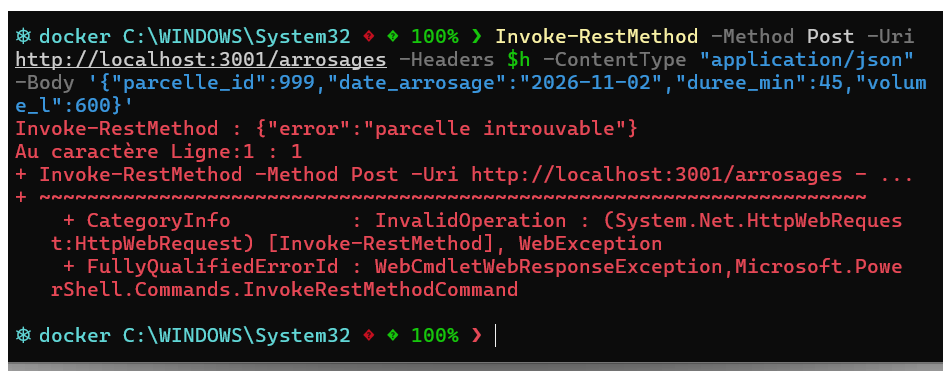 ⎈ docker C:\WINDOWS\System32 � � 100% ❯ Invoke-RestMethod -Method Post -Uri
http://localhost:3001/arrosages -Headers $h -ContentType "application/json"
-Body '{"parcelle_id":999,"date_arrosage":"2026-11-02","duree_min":45,"volum
e_l":600}'
Invoke-RestMethod : {"error":"parcelle introuvable"}
Au caractère Ligne:1 : 1
+ Invoke-RestMethod -Method Post -Uri http://localhost:3001/arrosages - ...
+ ~~~~~~~~~~~~~~~~~~~~~~~~~~~~~~~~~~~~~~~~~~~~~~~~~~~~~~~~~~~~~~~~~~~~~
+ CategoryInfo : InvalidOperation : (System.Net.HttpWebReques
t:HttpWebRequest) [Invoke-RestMethod], WebException
+ FullyQualifiedErrorId : WebCmdletWebResponseException,Microsoft.Powe
rShell.Commands.InvokeRestMethodCommand
⎈ docker C:\WINDOWS\System32 � � 100% ❯